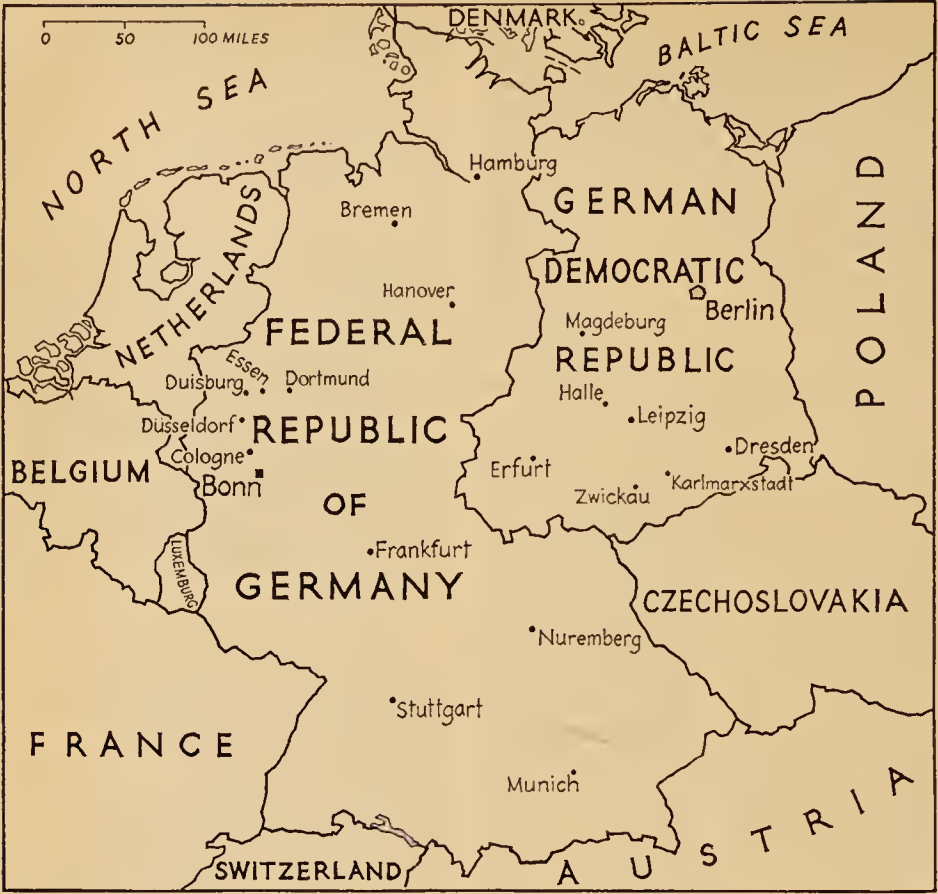 DENMARK
0 50 100 MILES
BALTIC SEA
NORTH SEA
Hamburg
GERMAN
Bremen
POLAND
NETHERLANDS
DEMOCRATIC
Hanover
Berlin
Magdeburg
FEDERAL
REPUBLIC
Essen
Duisburg
Dortmund
Halle
Leipzig
Düsseldorf
REPUBLIC
Cologne
Dresden
BELGIUM
Erfurt
Bonn
Zwickau
Karlmarxstadt
OF
LUXEMBURG
Frankfurt
GERMANY
CZECHOSLOVAKIA
Nuremberg
Stuttgart
FRANCE
Munich
AUSTRIA
SWITZERLAND